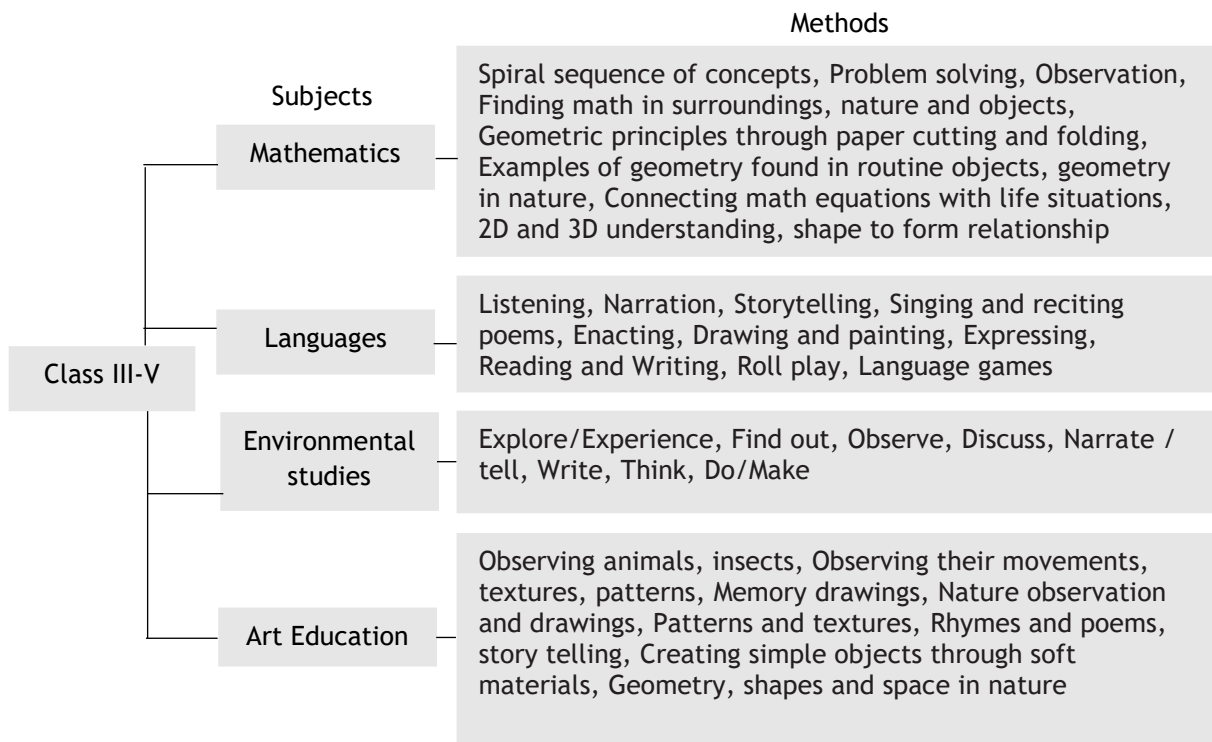 Methods
Subjects
Class III-V
Mathematics
Spiral sequence of concepts, Problem solving, Observation,
Finding math in surroundings, nature and objects,
Geometric principles through paper cutting and folding,
Examples of geometry found in routine objects, geometry
in nature, Connecting math equations with life situations,
2D and 3D understanding, shape to form relationship
Languages
Listening, Narration, Storytelling, Singing and reciting
poems, Enacting, Drawing and painting, Expressing,
Reading and Writing, Roll play, Language games
Environmental
studies
Explore/Experience, Find out, Observe, Discuss, Narrate /
tell, Write, Think, Do/Make
Art Education
Observing animals, insects, Observing their movements,
textures, patterns, Memory drawings, Nature observation
and drawings, Patterns and textures, Rhymes and poems,
story telling, Creating simple objects through soft
materials, Geometry, shapes and space in nature